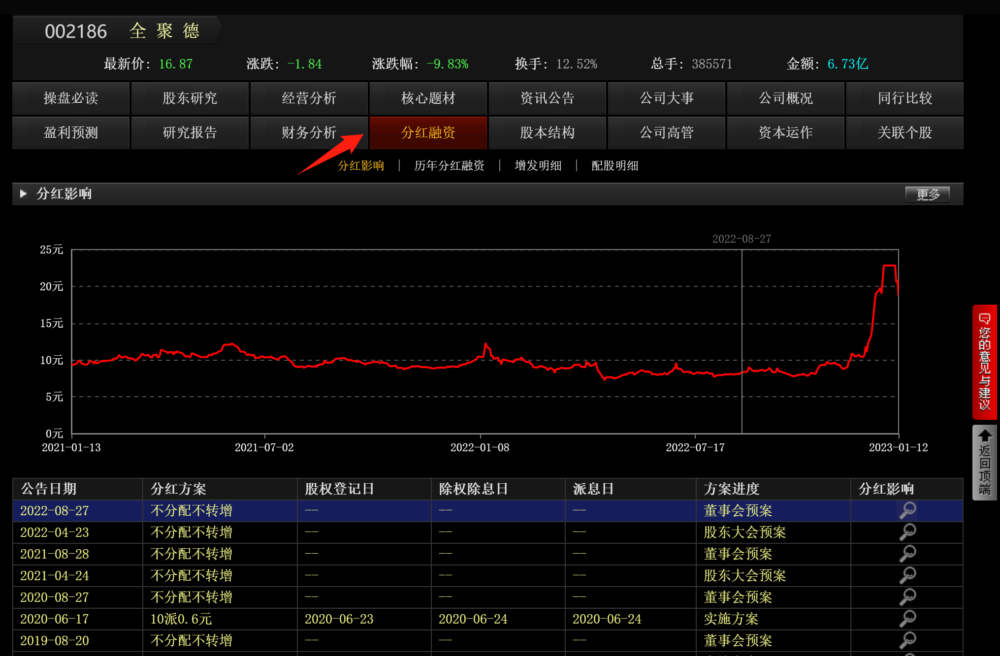 002186 全聚德
最新价: 16.87 涨跌: -1.84 涨跌幅: -9.83% 换手: 12.52% 总手: 385571 金额: 6.73亿
操盘必读 股东研究 经营分析 核心题材 资讯公告 公司大事 公司概况 同行比较
盈利预测 研究报告 财务分析 分红融资 股本结构 公司高管 资本运作 关联个股
分红影响 | 历年分红融资 | 增发明细 | 配股明细
分红影响 更多
2022-08-27
25元
20元
15元
10元
5元
0元
2021-01-13 2021-07-02 2022-01-08 2022-07-17 2023-01-12
公告日期 分红方案 股权登记日 除权除息日 派息日 方案进度 分红影响
2022-08-27 不分配不转增 -- -- -- 董事会预案
2022-04-23 不分配不转增 -- -- -- 股东大会预案
2021-08-28 不分配不转增 -- -- -- 董事会预案
2021-04-24 不分配不转增 -- -- -- 股东大会预案
2020-08-27 不分配不转增 -- -- -- 董事会预案
2020-06-17 10派0.6元 2020-06-23 2020-06-24 2020-06-24 实施方案
2019-08-20 不分配不转增 -- -- -- 董事会预案
您的意见与建议
返回顶端